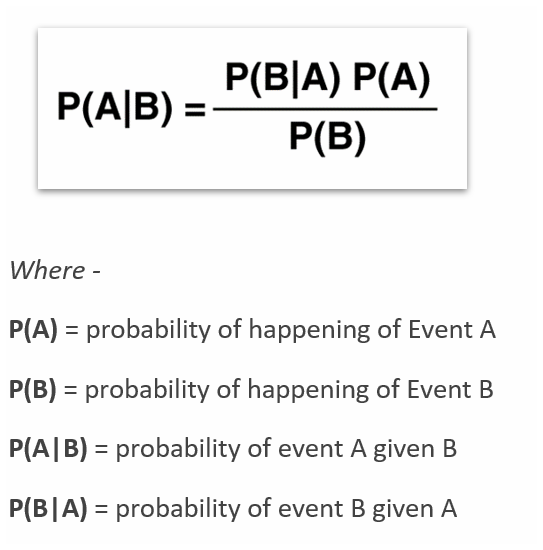 P(A|B) = P(B|A) P(A)
P(B)
Where -
P(A) = probability of happening of Event A
P(B) = probability of happening of Event B
P(A|B) = probability of event A given B
P(B|A) = probability of event B given A